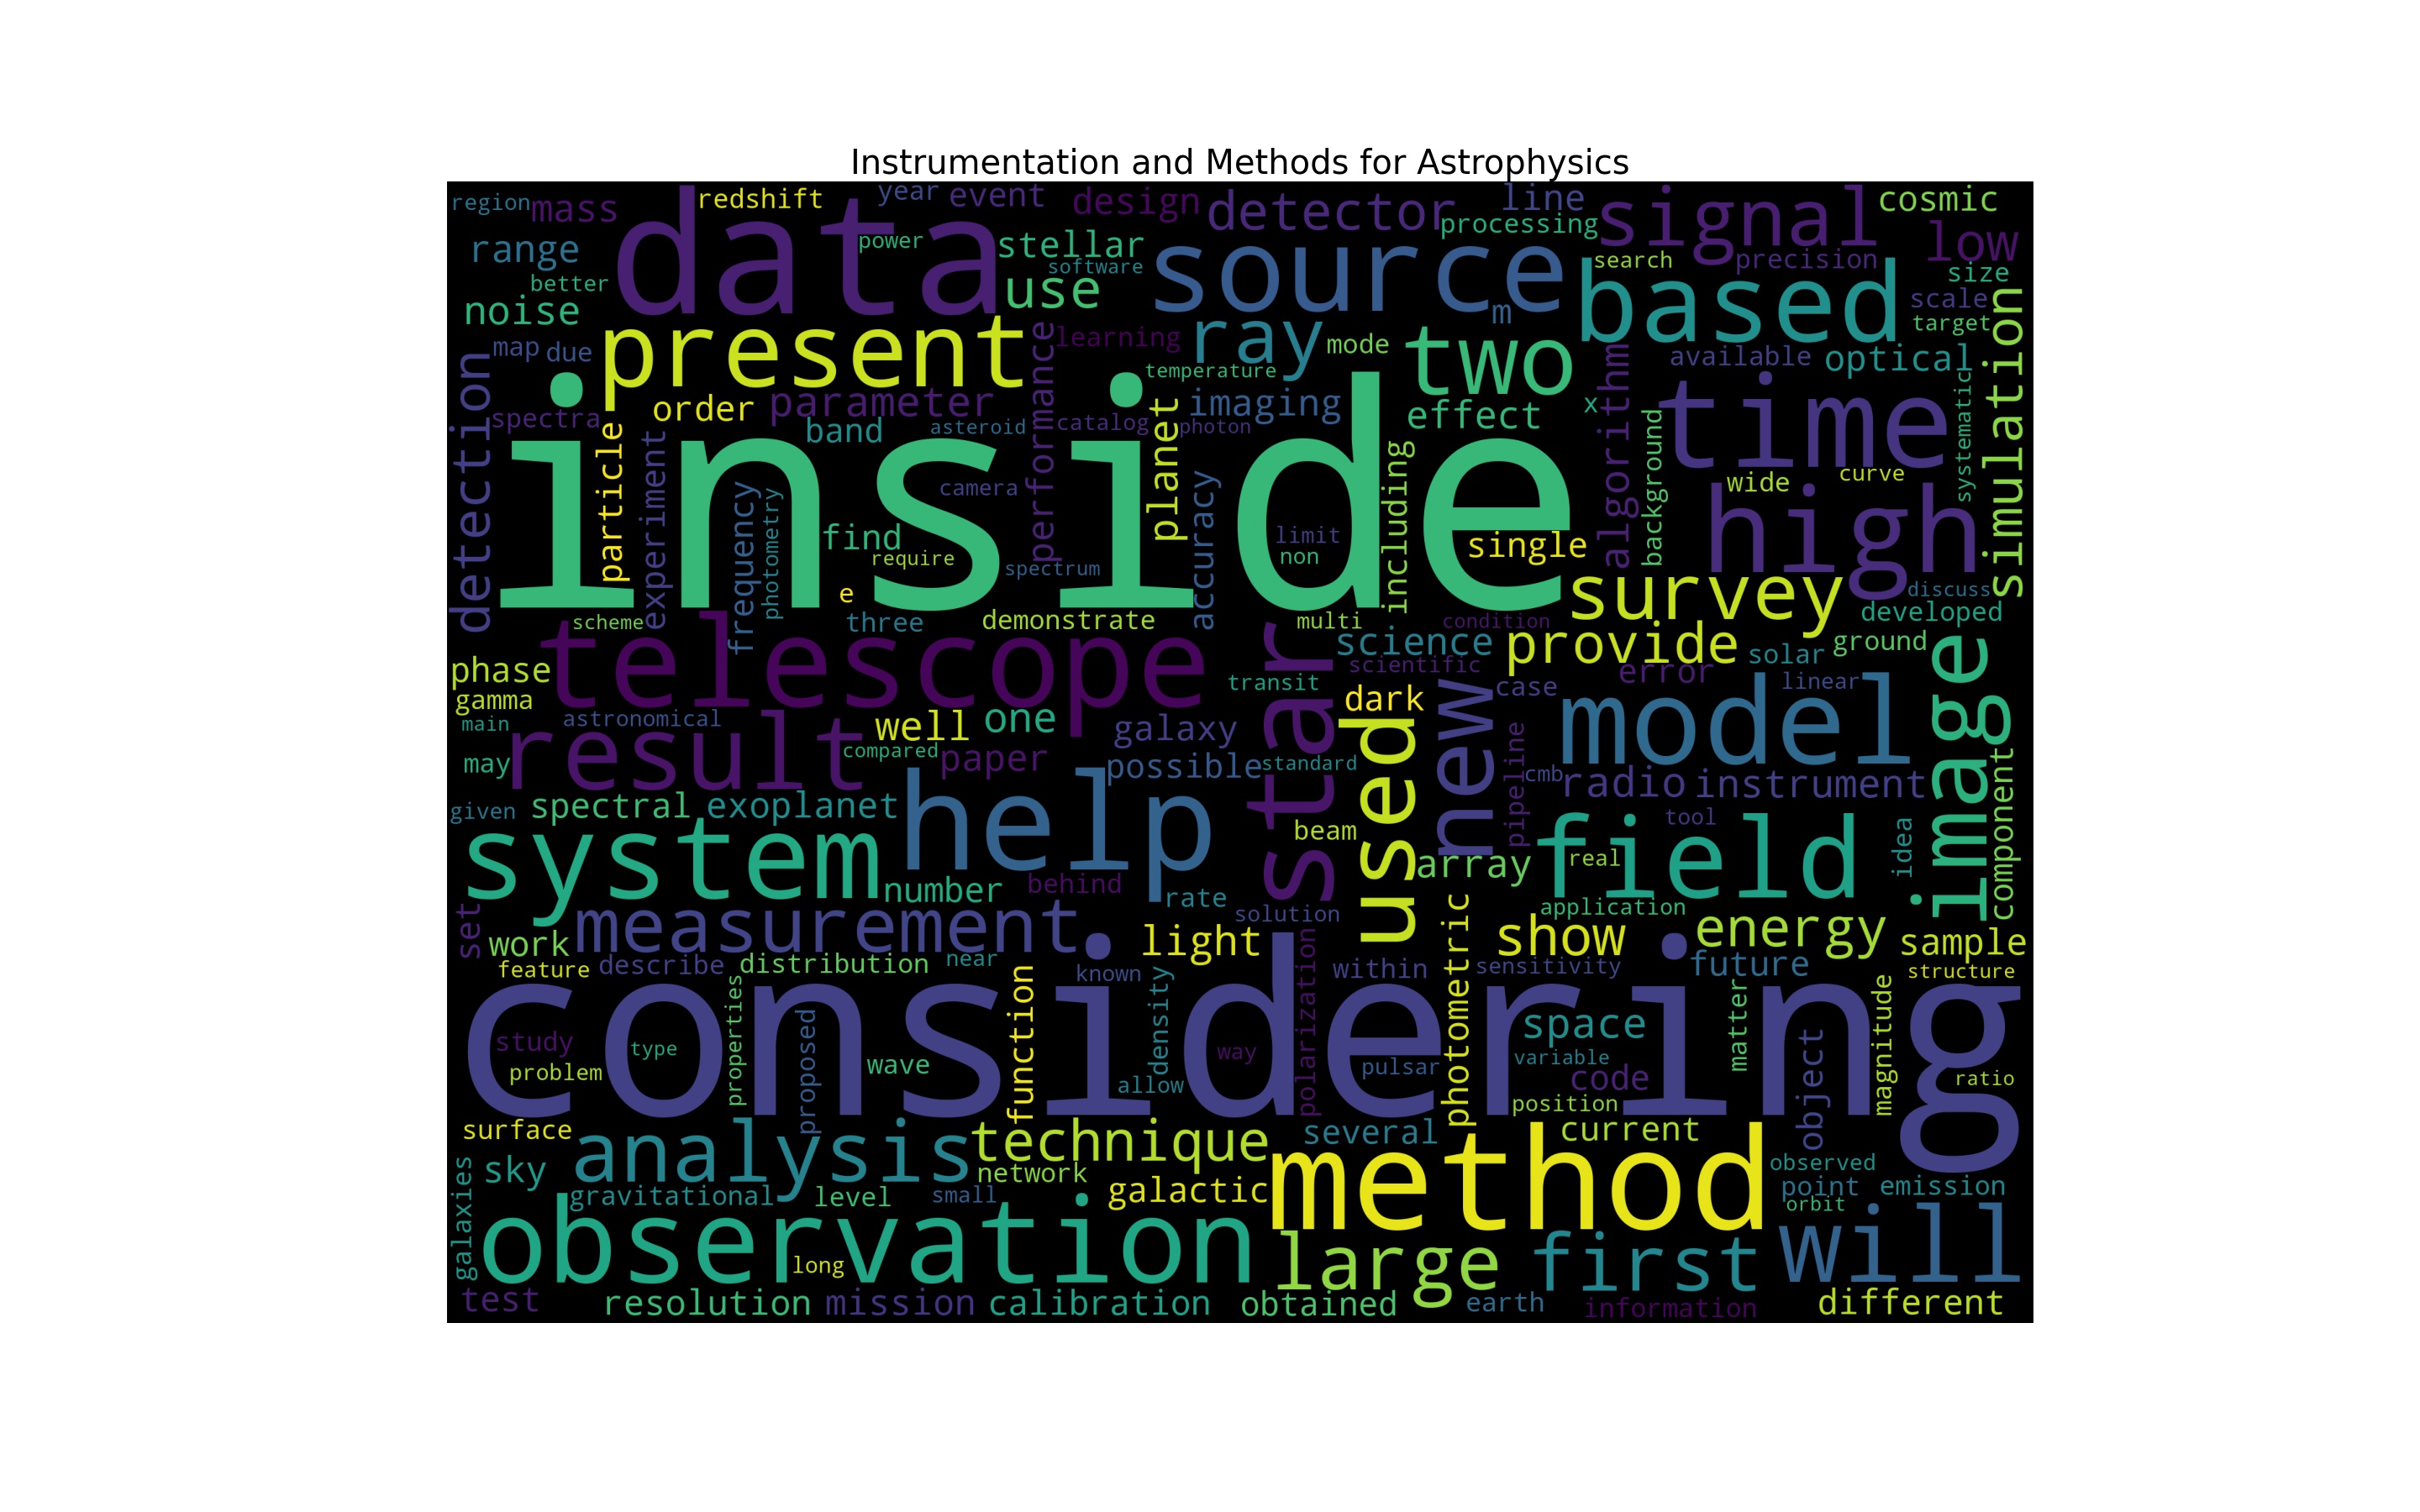 Instrumentation and Methods for Astrophysics
region mass redshift year event design detector line signal cosmic
range power stellar processing low
better software source search precision size
noise data use m based scale
map due present learning ray mode two available optical target
temperature
detection spectra order parameter performance imaging effect x algorithm time simulation
band asteroid catalog photon planet systematic
particle experiment inside camera accuracy including background wide curve
frequency photometry find limit single high
require spectrum non
e survey discuss
scheme three demonstrate multi condition developed
telescope science provide solar ground
phase scientific error
gamma transit dark new case linear image
main astronomical well one galaxy star used model
may result compared paper possible standard pipeline cmb radio instrument component
given spectral exoplanet help beam tool idea
system array real field
number behind rate
set measurement solution application
work light show energy sample
feature describe distribution near known within sensitivity future structure
considering
properties function density polarization photometric space matter magnitude
study type proposed wave way pulsar variable object
problem allow code ratio
position
surface analysis technique several current
sky network method observed
galaxies gravitational level small galactic point emission
orbit
observation long large first will
test resolution mission calibration obtained earth information different